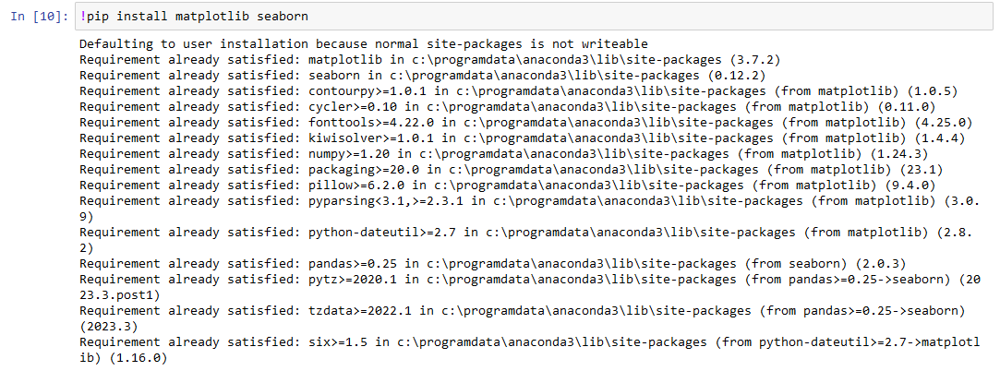 In [10]: !pip install matplotlib seaborn
Defaulting to user installation because normal site-packages is not writeable
Requirement already satisfied: matplotlib in c:\programdata\anaconda3\lib\site-packages (3.7.2)
Requirement already satisfied: seaborn in c:\programdata\anaconda3\lib\site-packages (0.12.2)
Requirement already satisfied: contourpy>=1.0.1 in c:\programdata\anaconda3\lib\site-packages (from matplotlib) (1.0.5)
Requirement already satisfied: cycler>=0.10 in c:\programdata\anaconda3\lib\site-packages (from matplotlib) (0.11.0)
Requirement already satisfied: fonttools>=4.22.0 in c:\programdata\anaconda3\lib\site-packages (from matplotlib) (4.25.0)
Requirement already satisfied: kiwisolver>=1.0.1 in c:\programdata\anaconda3\lib\site-packages (from matplotlib) (1.4.4)
Requirement already satisfied: numpy>=1.20 in c:\programdata\anaconda3\lib\site-packages (from matplotlib) (1.24.3)
Requirement already satisfied: packaging>=20.0 in c:\programdata\anaconda3\lib\site-packages (from matplotlib) (23.1)
Requirement already satisfied: pillow>=6.2.0 in c:\programdata\anaconda3\lib\site-packages (from matplotlib) (9.4.0)
Requirement already satisfied: pyparsing<3.1,>=2.3.1 in c:\programdata\anaconda3\lib\site-packages (from matplotlib) (3.0.
9)
Requirement already satisfied: python-dateutil>=2.7 in c:\programdata\anaconda3\lib\site-packages (from matplotlib) (2.8.
2)
Requirement already satisfied: pandas>=0.25 in c:\programdata\anaconda3\lib\site-packages (from seaborn) (2.0.3)
Requirement already satisfied: pytz>=2020.1 in c:\programdata\anaconda3\lib\site-packages (from pandas>=0.25->seaborn) (20
23.3.post1)
Requirement already satisfied: tzdata>=2022.1 in c:\programdata\anaconda3\lib\site-packages (from pandas>=0.25->seaborn)
(2023.3)
Requirement already satisfied: six>=1.5 in c:\programdata\anaconda3\lib\site-packages (from python-dateutil>=2.7->matplotl
ib) (1.16.0)